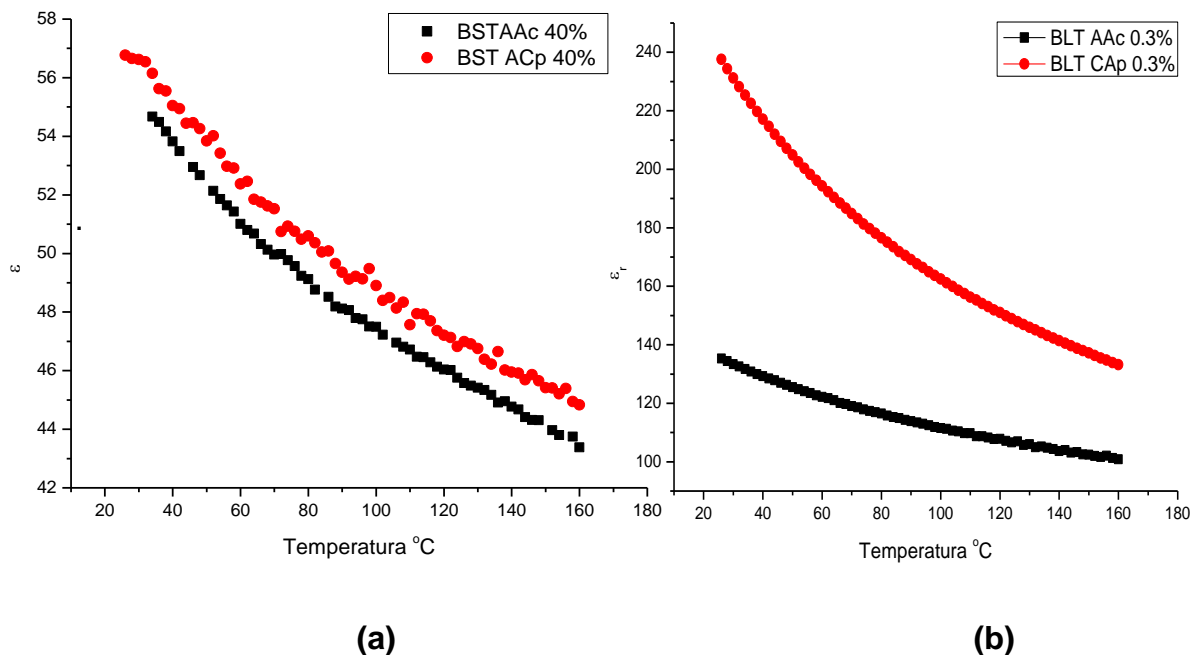 58
56
54
52
50
48
46
44
42
ε
BSTAAc 40%
BST ACp 40%
20 40 60 80 100 120 140 160 180
Temperatura °C
(a)
240
220
200
180
160
140
120
100
εr
BLT AAc 0.3%
BLT CAp 0.3%
20 40 60 80 100 120 140 160 180
Temperatura °C
(b)